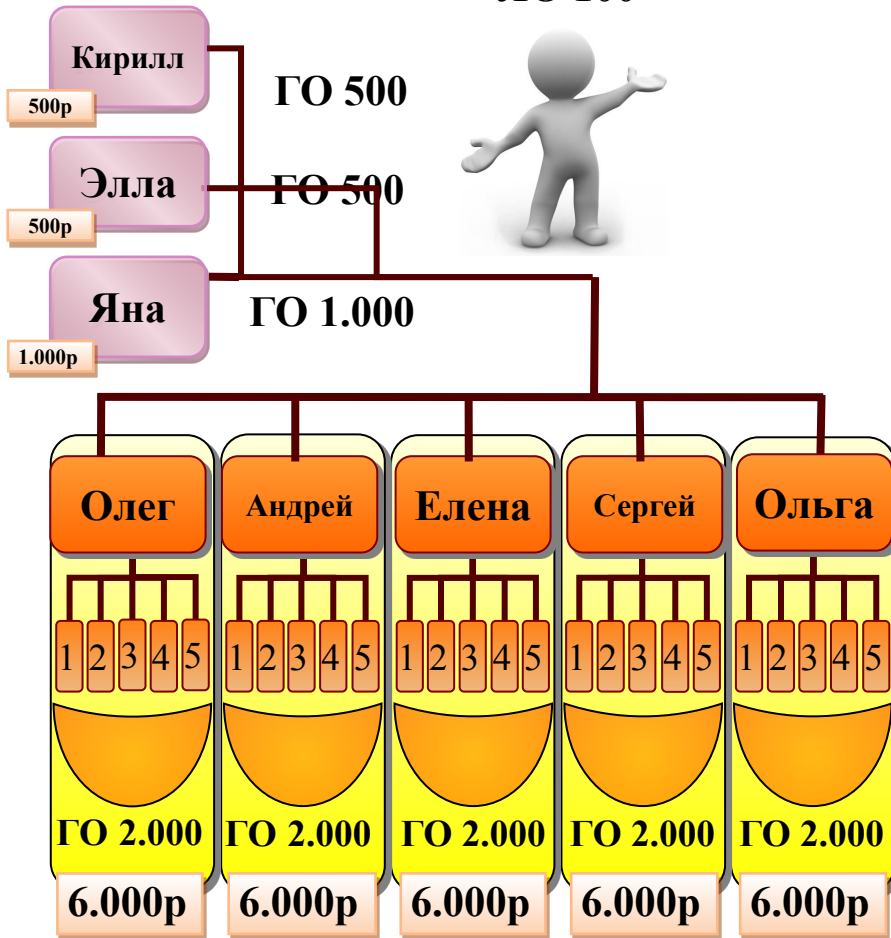 Кирилл
500р
ГО 500
Элла
500р
ГО 500
Яна
1.000р
ГО 1.000
Олег
Андрей
Елена
Сергей
Ольга
1 2 3 4 5
1 2 3 4 5
1 2 3 4 5
1 2 3 4 5
1 2 3 4 5
ГО 2.000
ГО 2.000
ГО 2.000
ГО 2.000
ГО 2.000
6.000р
6.000р
6.000р
6.000р
6.000р